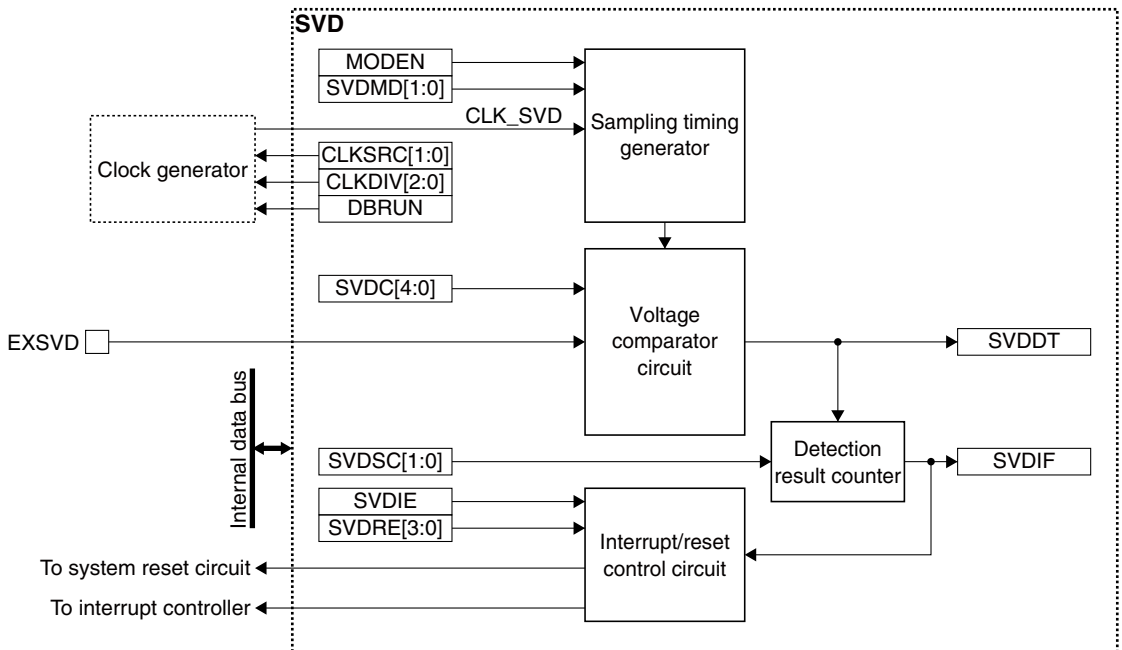 SVD
MODEN
SVDMD[1:0]
CLK_SVD
Sampling timing
generator
Clock generator
CLKSRC[1:0]
CLKDIV[2:0]
DBRUN
SVDC[4:0]
Voltage
comparator
circuit
EXSVD
SVDDT
Internal data bus
Detection
result counter
SVDSC[1:0]
SVDIF
SVDIE
SVDRE[3:0]
Interrupt/reset
control circuit
To system reset circuit
To interrupt controller